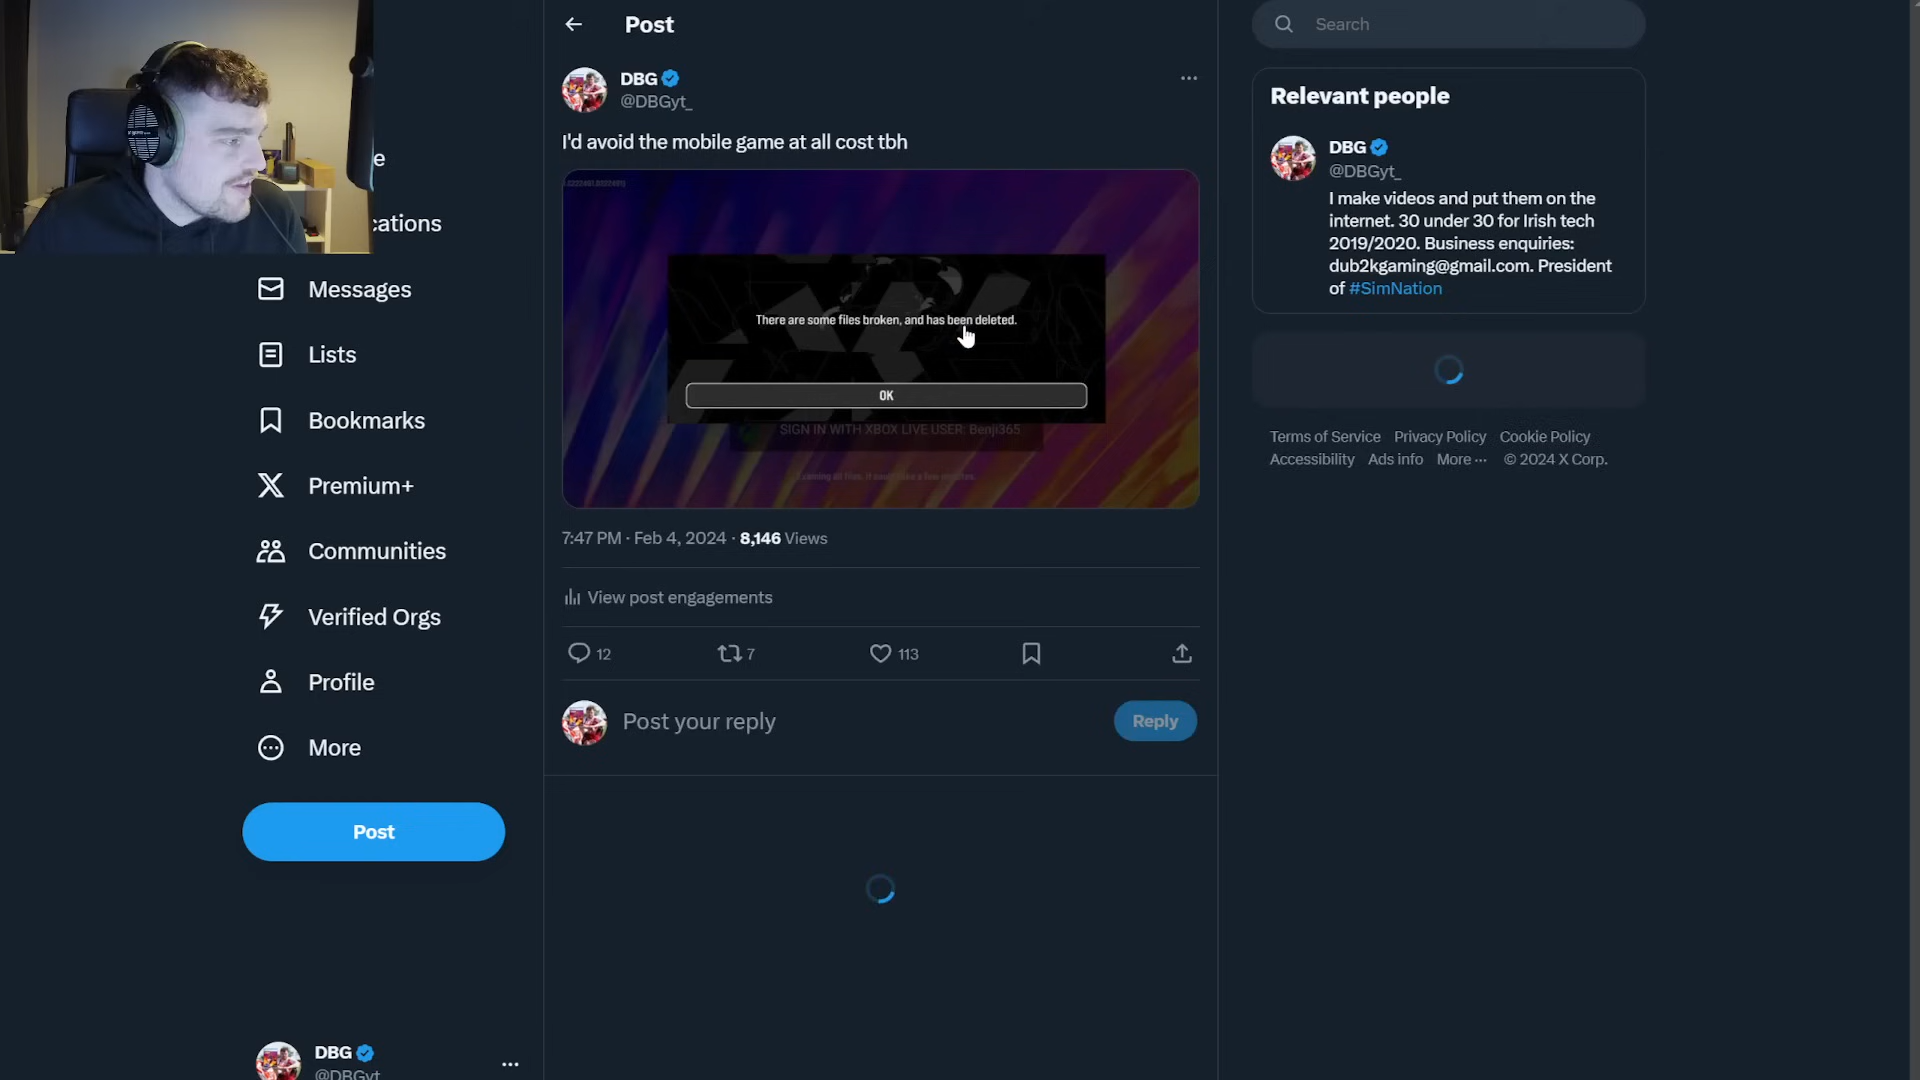 Post
Search
DBG
@DBGyt_
I'd avoid the mobile game at all cost tbh
There are some files broken, and has been deleted.
OK
SIGN IN WITH XBOX LIVE USER: Benji365
7:47 PM · Feb 4, 2024 · 8,146 Views
View post engagements
12
7
113
Post your reply
Reply
e
cations
Messages
Lists
Bookmarks
Premium+
Communities
Verified Orgs
Profile
More
Post
DBG
@DBGyt_
Relevant people
DBG
@DBGyt_
I make videos and put them on the
internet. 30 under 30 for Irish tech
2019/2020. Business enquiries:
dub2kgaming@gmail.com. President
of #SimNation
Terms of Service Privacy Policy Cookie Policy
Accessibility Ads info More ··· © 2024 X Corp.